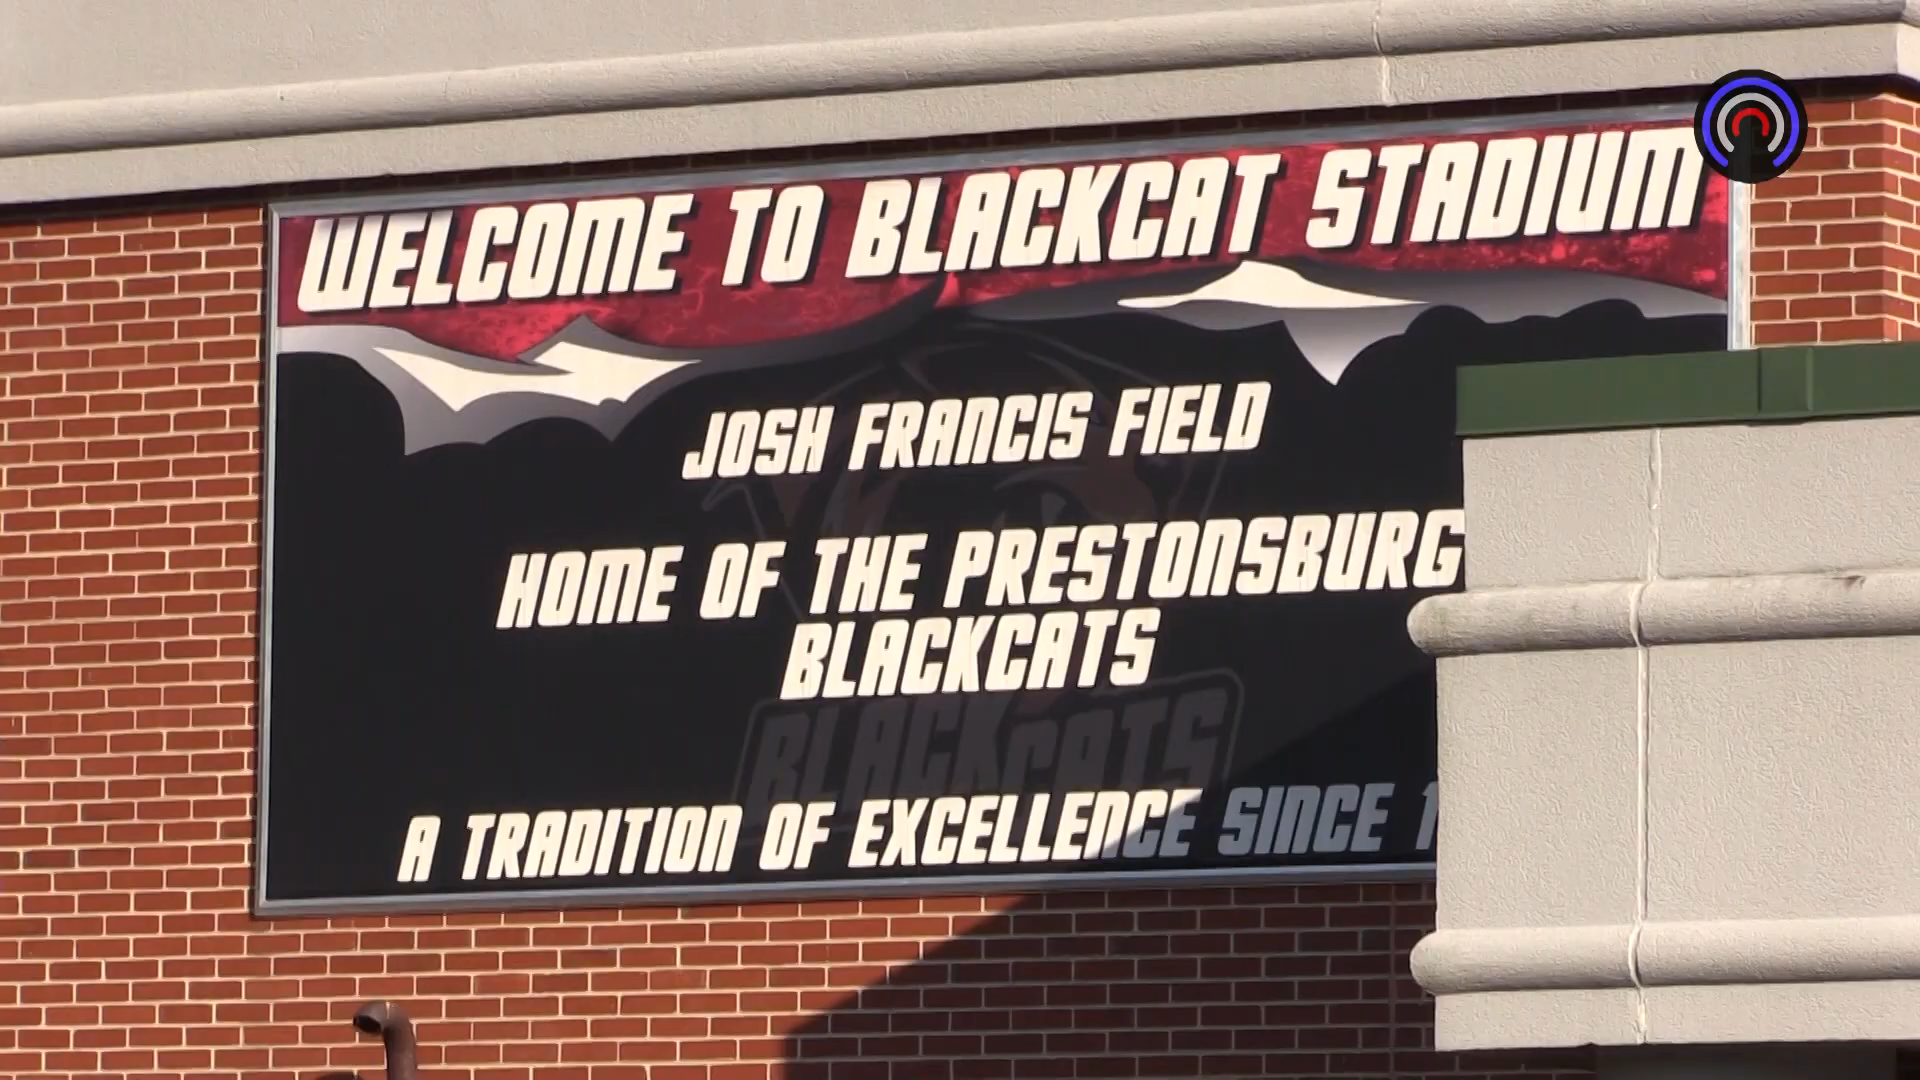 WELCOME TO BLACKCAT STADIUM
JOSH FRANCIS FIELD
HOME OF THE PRESTONSBURG
BLACKCATS
BLACKCATS
A TRADITION OF EXCELLENCE SINCE